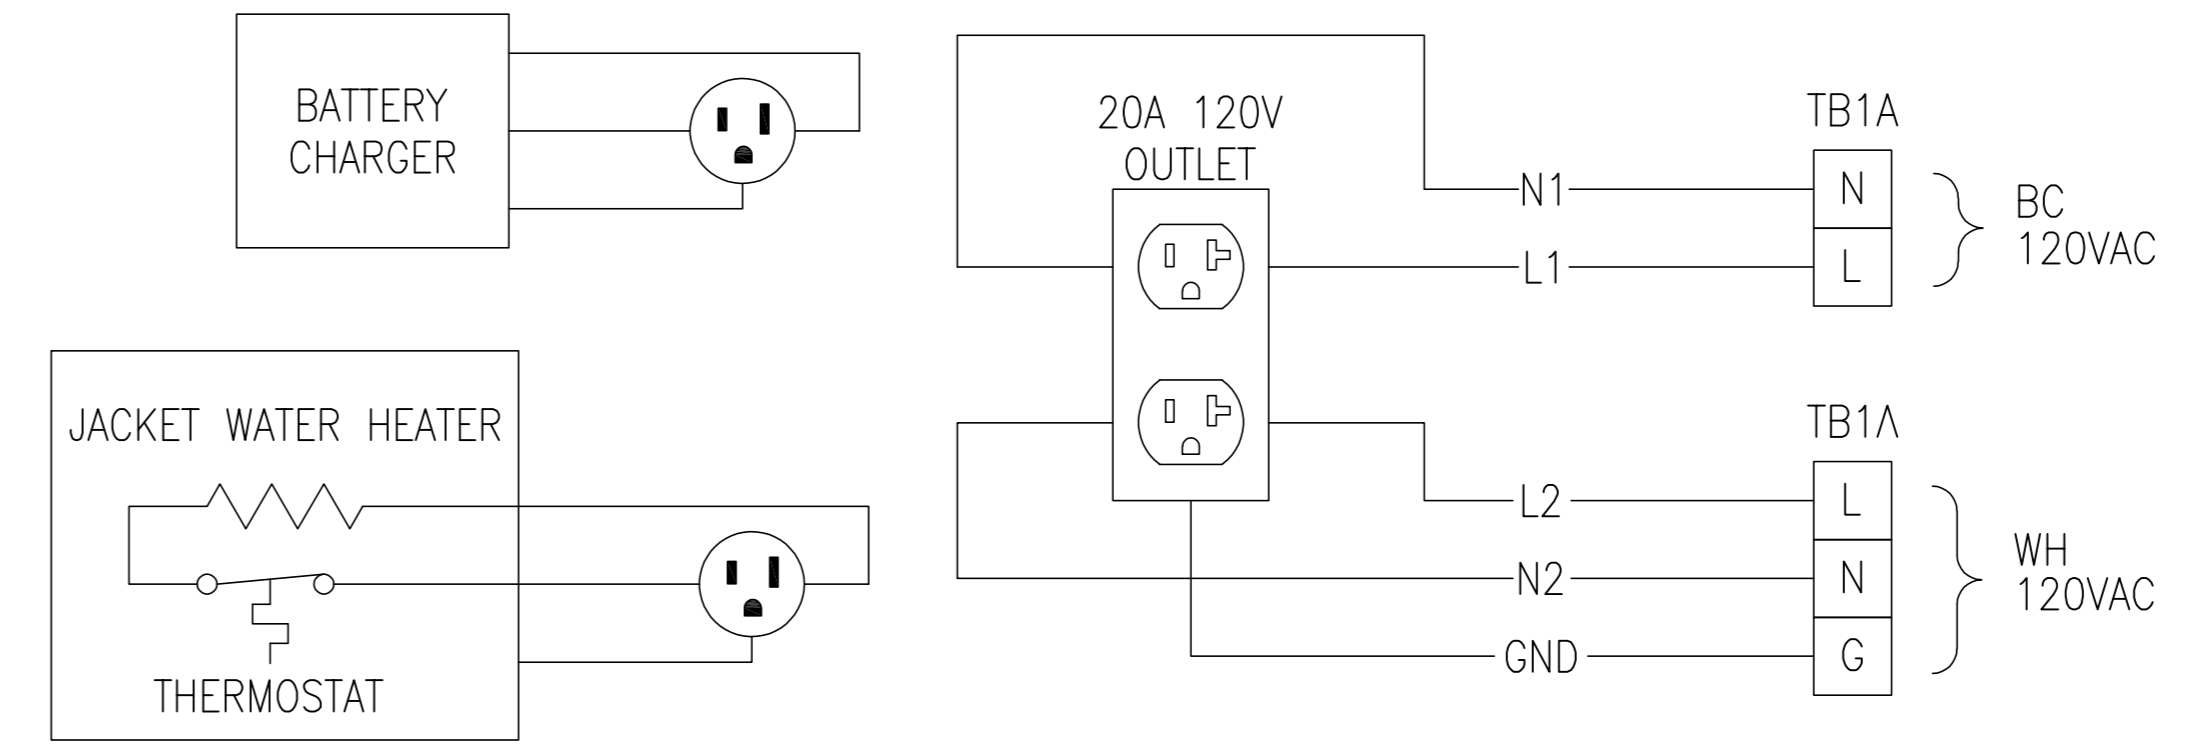 BATTERY
CHARGER
20A 120V
OUTLET
TB1A
N1
N
L1
L
BC
120VAC
JACKET WATER HEATER
THERMOSTAT
TB1Λ
L2
L
N2
N
GND
G
WH
120VAC